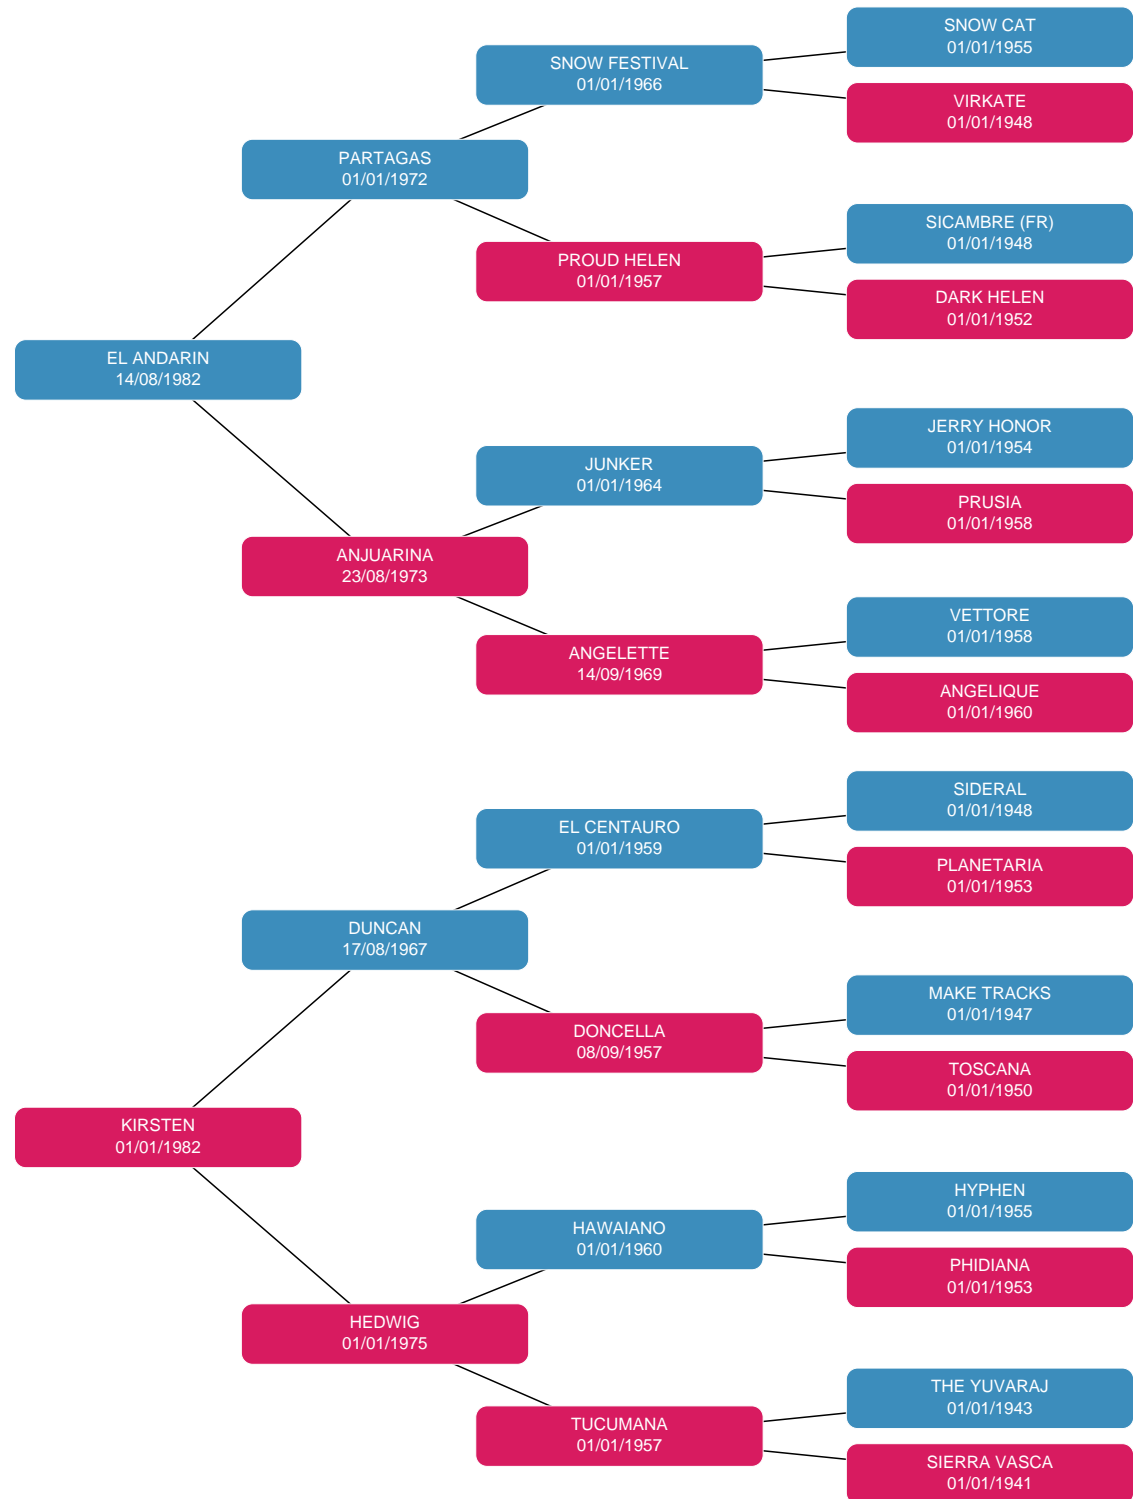 SNOW CAT
01/01/1955
SNOW FESTIVAL
01/01/1966
VIRKATE
01/01/1948
PARTAGAS
01/01/1972
SICAMBRE (FR)
01/01/1948
PROUD HELEN
01/01/1957
DARK HELEN
01/01/1952
EL ANDARIN
14/08/1982
JERRY HONOR
01/01/1954
JUNKER
01/01/1964
PRUSIA
01/01/1958
ANJUARINA
23/08/1973
VETTORE
01/01/1958
ANGELETTE
14/09/1969
ANGELIQUE
01/01/1960
SIDERAL
01/01/1948
EL CENTAURO
01/01/1959
PLANETARIA
01/01/1953
DUNCAN
17/08/1967
MAKE TRACKS
01/01/1947
DONCELLA
08/09/1957
TOSCANA
01/01/1950
KIRSTEN
01/01/1982
HYPHEN
01/01/1955
HAWAIANO
01/01/1960
PHIDIANA
01/01/1953
HEDWIG
01/01/1975
THE YUVARAJ
01/01/1943
TUCUMANA
01/01/1957
SIERRA VASCA
01/01/1941